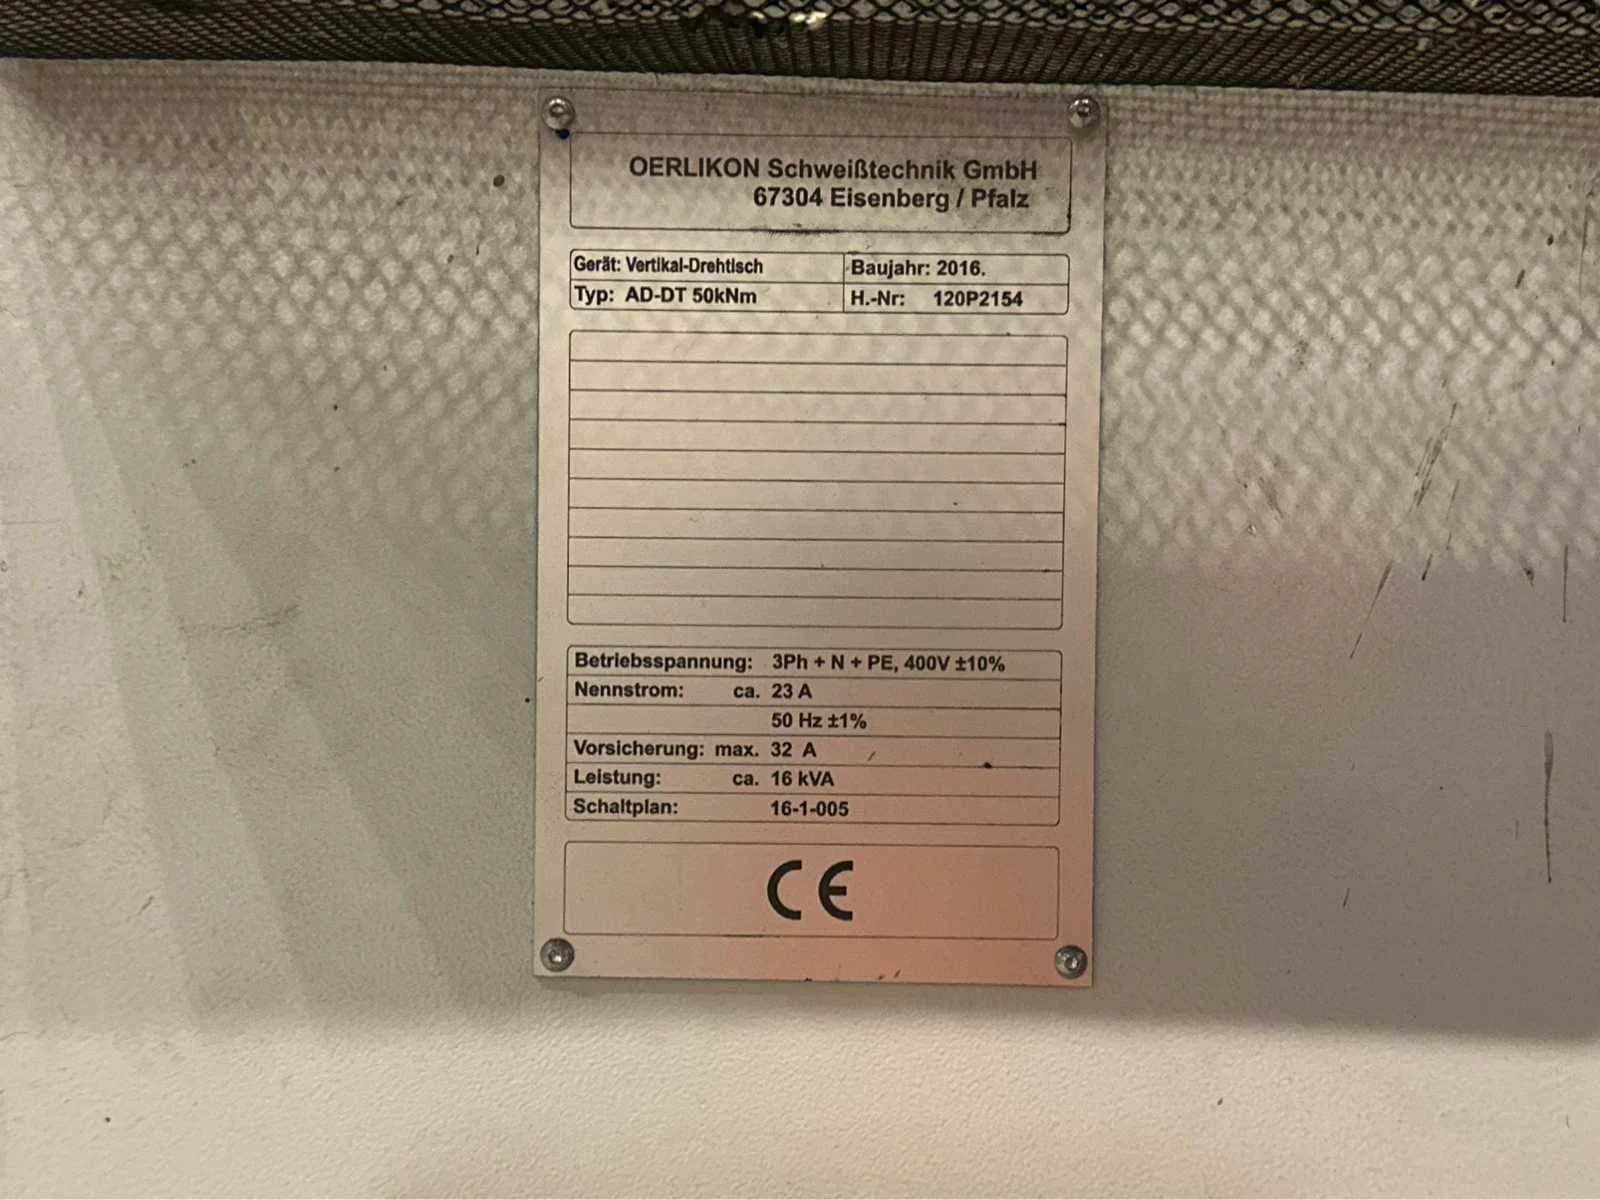 OERLIKON Schweißtechnik GmbH
67304 Eisenberg / Pfalz
Gerät: Vertikal-Drehtisch Baujahr: 2016.
Typ: AD-DT 50kNm H.-Nr: 120P2154
Betriebsspannung: 3Ph + N + PE, 400V ±10%
Nennstrom: ca. 23 A
50 Hz ±1%
Vorsicherung: max. 32 A
Leistung: ca. 16 kVA
Schaltplan: 16-1-005
CE